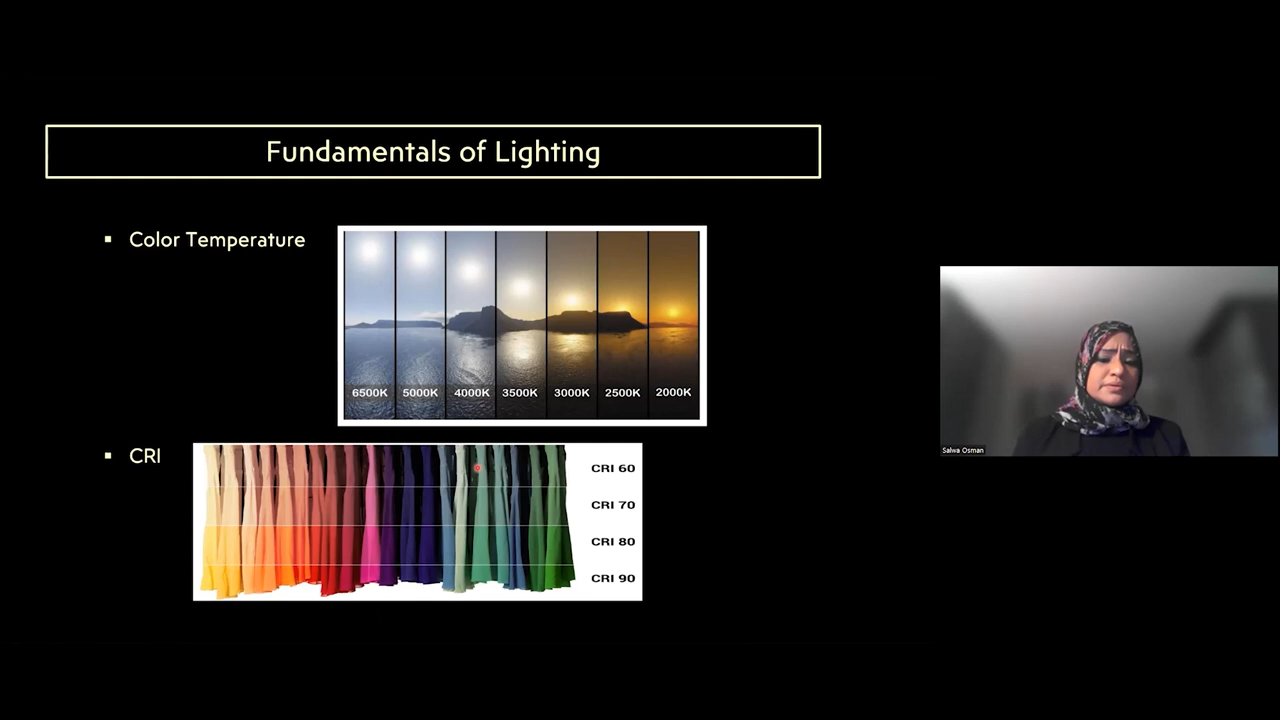 Fundamentals of Lighting
▪ Color Temperature
6500K 5000K 4000K 3500K 3000K 2500K 2000K
▪ CRI
CRI 60
CRI 70
CRI 80
CRI 90
Salwa Osman